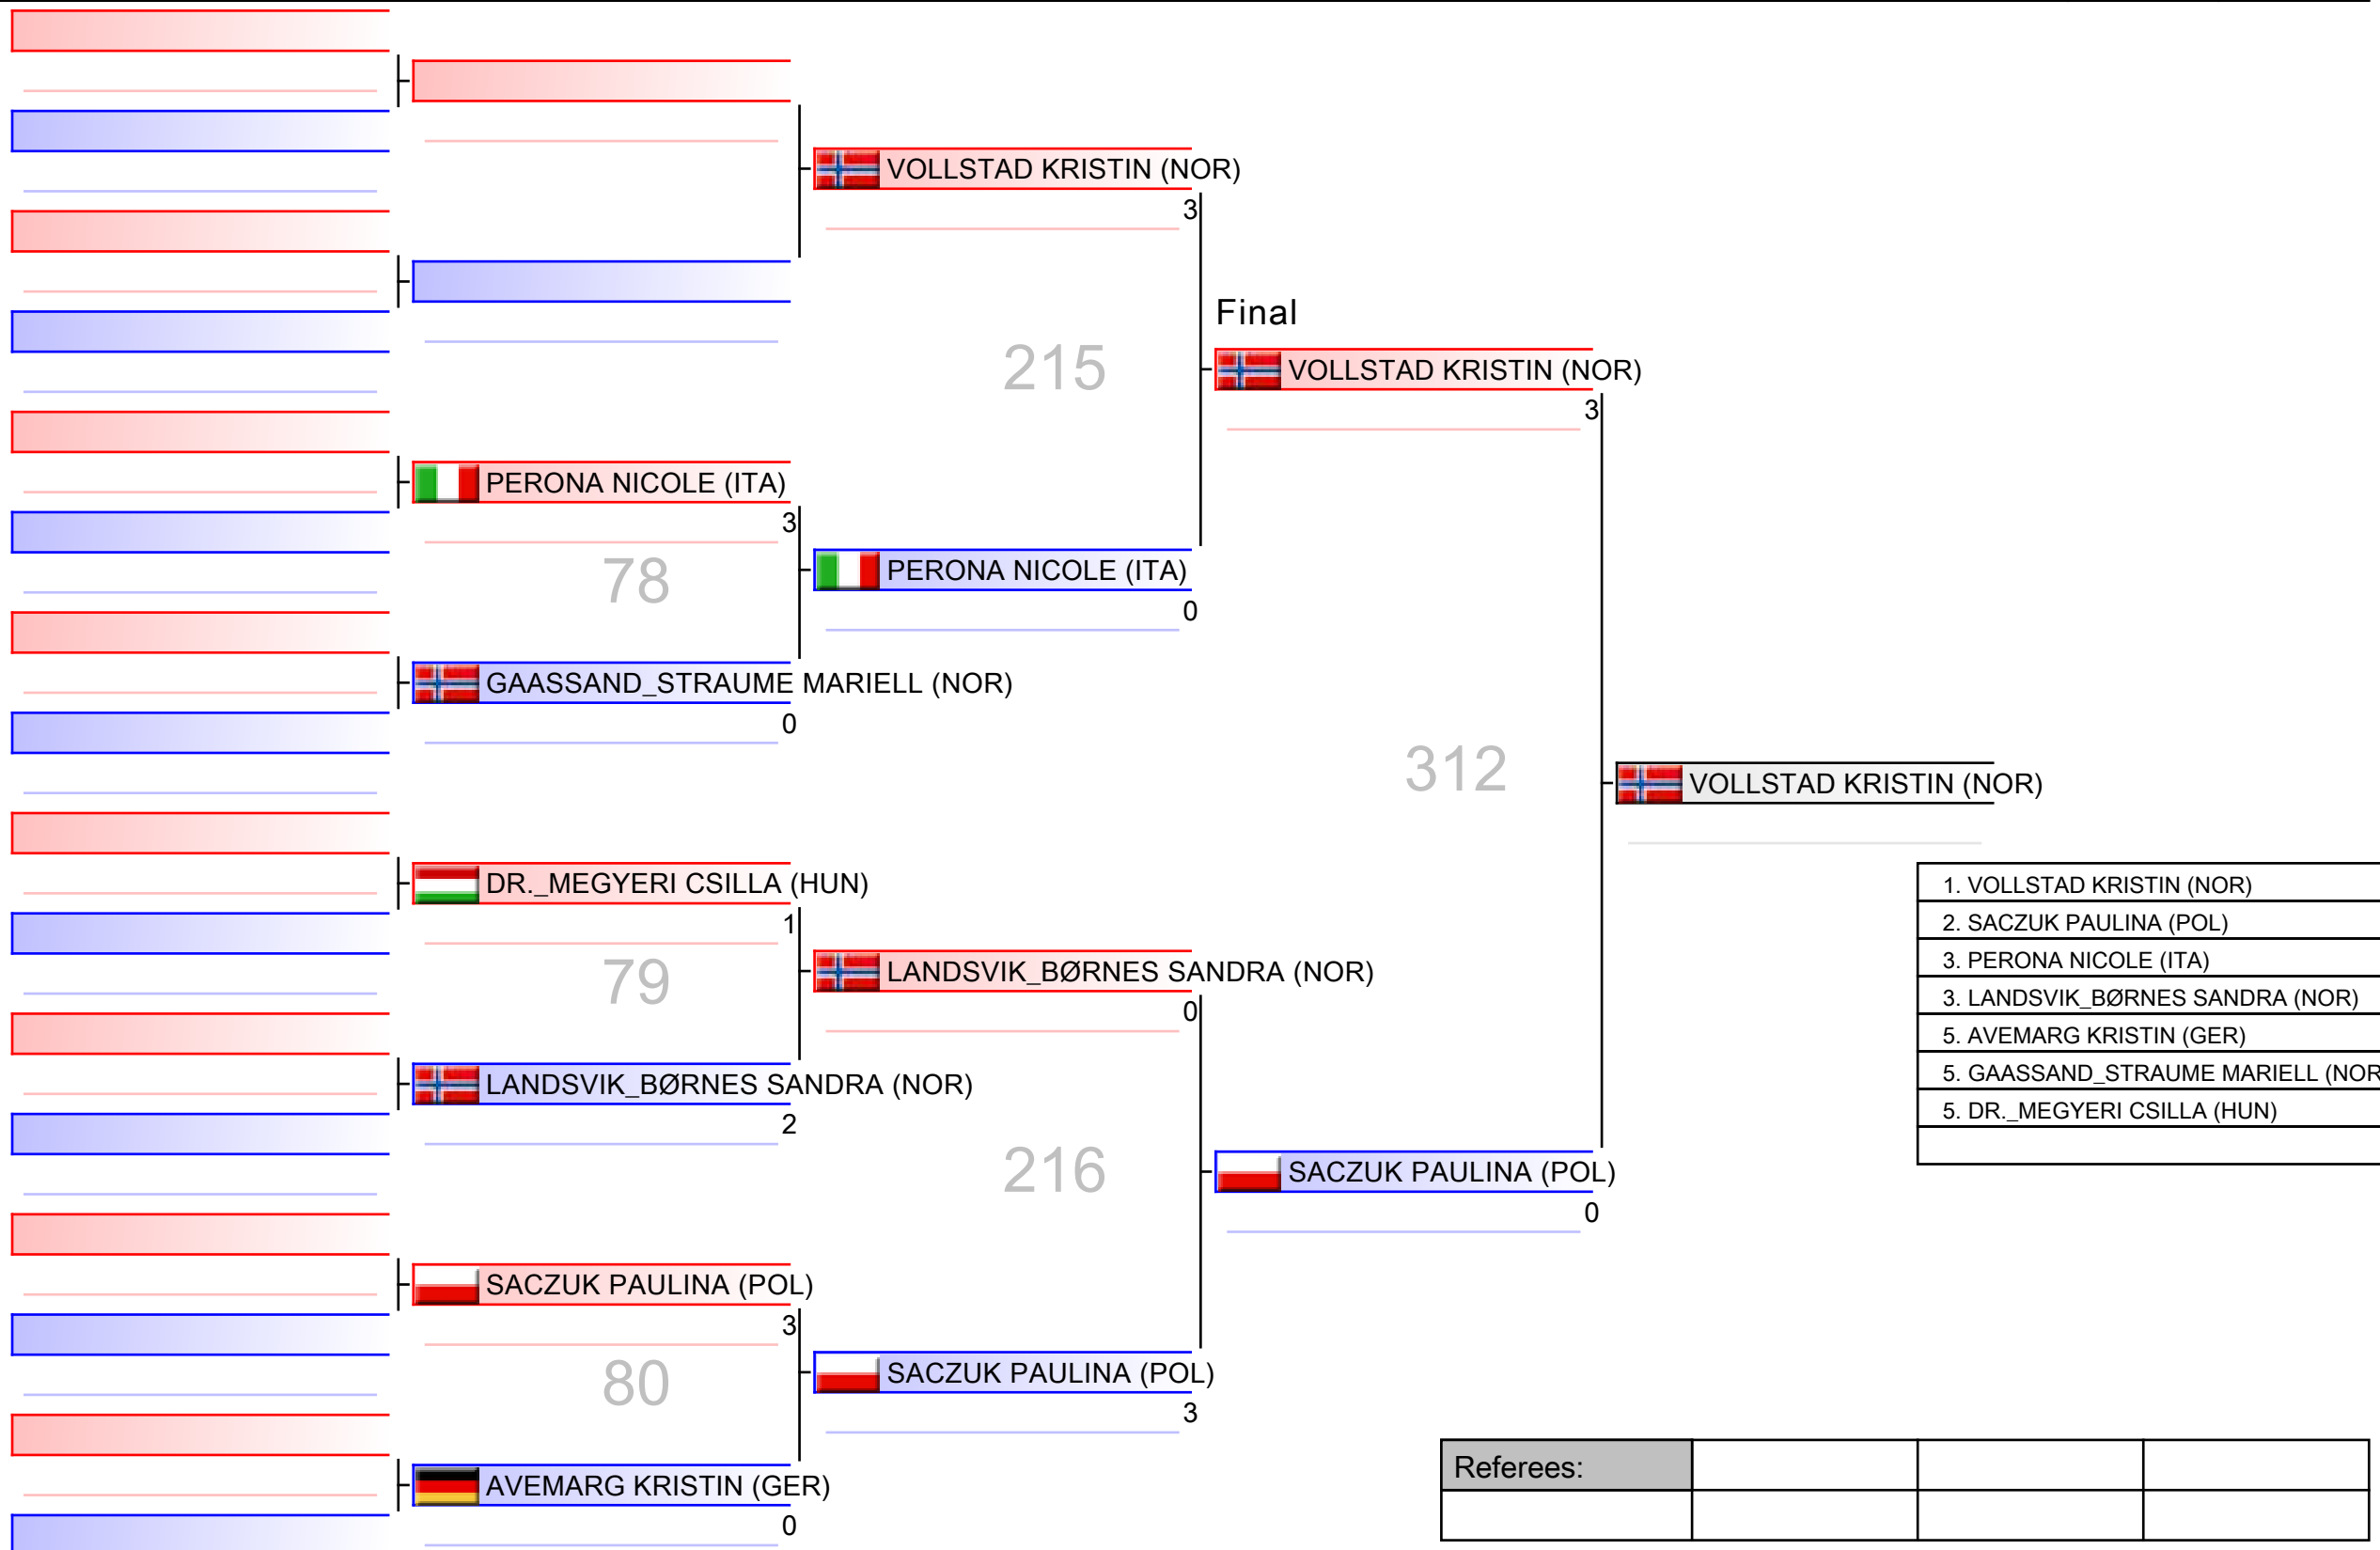 VOLLSTAD KRISTIN (NOR)
3
Final
215
VOLLSTAD KRISTIN (NOR)
3
PERONA NICOLE (ITA)
3
78
PERONA NICOLE (ITA)
0
GAASSAND_STRAUME MARIELL (NOR)
0
312
VOLLSTAD KRISTIN (NOR)
DR._MEGYERI CSILLA (HUN)
1
79
LANDSVIK_BØRNES SANDRA (NOR)
0
LANDSVIK_BØRNES SANDRA (NOR)
2
216
SACZUK PAULINA (POL)
0
SACZUK PAULINA (POL)
3
80
SACZUK PAULINA (POL)
3
AVEMARG KRISTIN (GER)
0
1. VOLLSTAD KRISTIN (NOR)
2. SACZUK PAULINA (POL)
3. PERONA NICOLE (ITA)
3. LANDSVIK_BØRNES SANDRA (NOR)
5. AVEMARG KRISTIN (GER)
5. GAASSAND_STRAUME MARIELL (NOR
5. DR._MEGYERI CSILLA (HUN)
Referees: